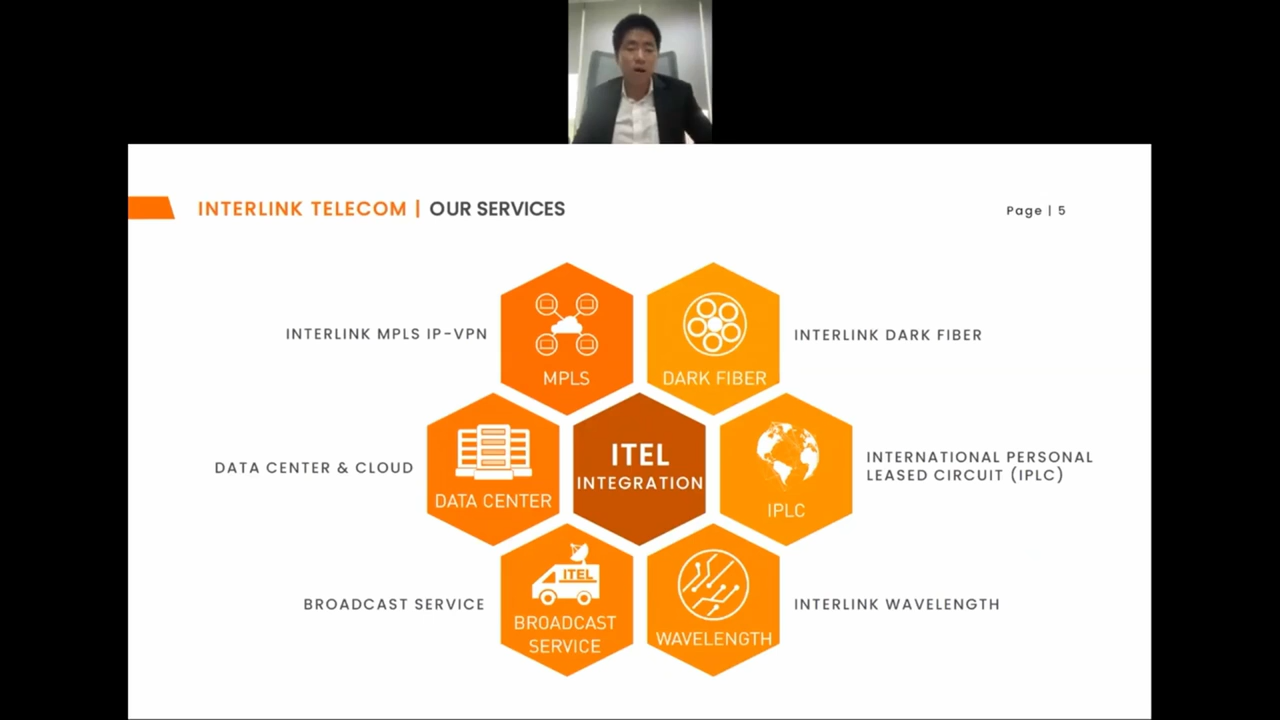 INTERLINK TELECOM | OUR SERVICES
Page | 5
INTERLINK MPLS IP-VPN
MPLS
DARK FIBER
INTERLINK DARK FIBER
DATA CENTER & CLOUD
DATA CENTER
ITEL
INTEGRATION
IPLC
INTERNATIONAL PERSONAL
LEASED CIRCUIT (IPLC)
BROADCAST SERVICE
ITEL
BROADCAST
SERVICE
WAVELENGTH
INTERLINK WAVELENGTH